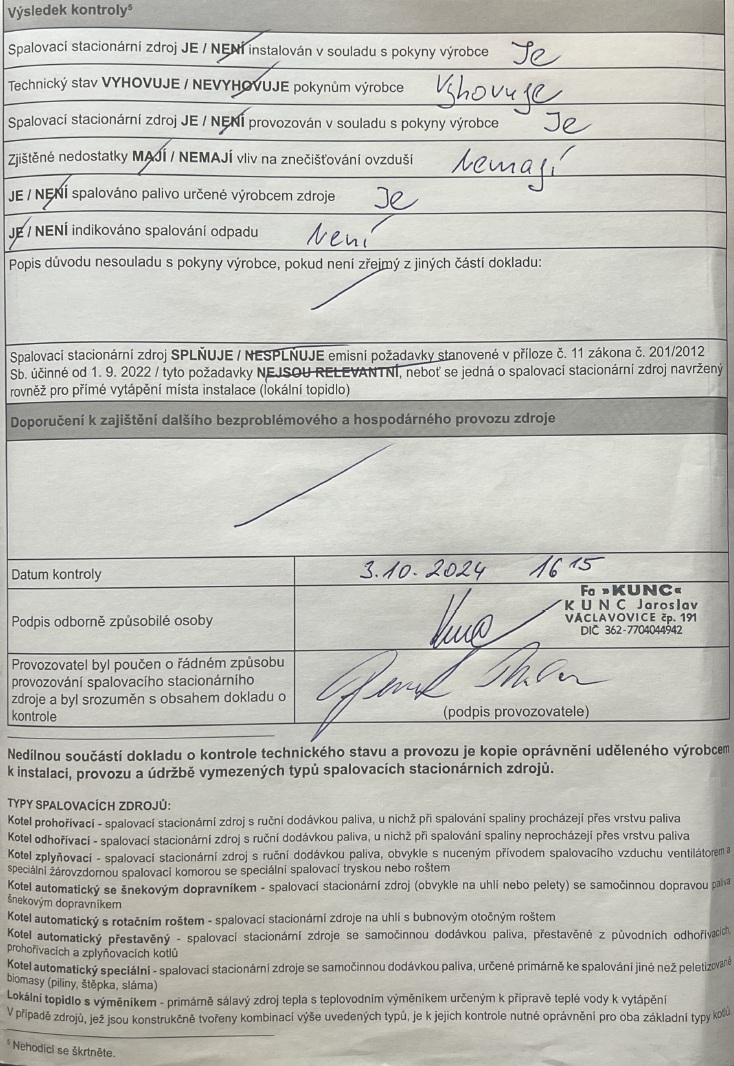 Výsledek kontroly⁵
Spalovací stacionární zdroj JE / NENÍ instalován v souladu s pokyny výrobce Je
Technický stav VYHOVUJE / NEVYHOVUJE pokynům výrobce Vyhovuje
Spalovací stacionární zdroj JE / NENÍ provozován v souladu s pokyny výrobce Je
Zjištěné nedostatky MAJÍ / NEMAJÍ vliv na znečišťování ovzduší Nemají
JE / NENÍ spalováno palivo určené výrobcem zdroje Je
JE / NENÍ indikováno spalování odpadu Není
Popis důvodu nesouladu s pokyny výrobce, pokud není zřejmý z jiných částí dokladu:
Spalovací stacionární zdroj SPLŇUJE / NESPLŇUJE emisní požadavky stanovené v příloze č. 11 zákona č. 201/2012
Sb. účinné od 1. 9. 2022 / tyto požadavky NEJSOU RELEVANTNÍ, neboť se jedná o spalovací stacionární zdroj navržený
rovněž pro přímé vytápění místa instalace (lokální topidlo)
Doporučení k zajištění dalšího bezproblémového a hospodárného provozu zdroje
Datum kontroly 3.10.2024 16 15
Podpis odborně způsobilé osoby
Fa »KUNC«
KUNC Jaroslav
VÁCLAVOVICE čp. 191
DIČ 362-7704044942
Provozovatel byl poučen o řádném způsobu
provozování spalovacího stacionárního
zdroje a byl srozuměn s obsahem dokladu o
kontrole
(podpis provozovatele)
Nedílnou součástí dokladu o kontrole technického stavu a provozu je kopie oprávnění uděleného výrobcem
k instalaci, provozu a údržbě vymezených typů spalovacích stacionárních zdrojů.
TYPY SPALOVACÍCH ZDROJŮ:
Kotel prohořívací - spalovací stacionární zdroj s ruční dodávkou paliva, u nichž při spalování spaliny procházejí přes vrstvu paliva
Kotel odhořívací - spalovací stacionární zdroj s ruční dodávkou paliva, u nichž při spalování spaliny neprocházejí přes vrstvu paliva
Kotel zplyňovací - spalovací stacionární zdroj s ruční dodávkou paliva, obvykle s nuceným přívodem spalovacího vzduchu ventilátorem a
speciální žárovzdornou spalovací komorou se speciální spalovací tryskou nebo roštem
Kotel automatický se šnekovým dopravníkem - spalovací stacionární zdroj (obvykle na uhlí nebo pelety) se samočinnou dopravou paliva
šnekovým dopravníkem
Kotel automatický s rotačním roštem - spalovací stacionární zdroje na uhlí s bubnovým otočným roštem
Kotel automatický přestavěný - spalovací stacionární zdroje se samočinnou dodávkou paliva, přestavěné z původních odhořívacích,
prohořívacích a zplyňovacích kotlů
Kotel automatický speciální - spalovací stacionární zdroje se samočinnou dodávkou paliva, určené primárně ke spalování jiné než peletizované
biomasy (piliny, štěpka, sláma)
Lokální topidlo s výměníkem - primárně sálavý zdroj tepla s teplovodním výměníkem určeným k přípravě teplé vody k vytápění
V případě zdrojů, jež jsou konstrukčně tvořeny kombinací výše uvedených typů, je k jejich kontrole nutné oprávnění pro oba základní typy kotlů
⁵ Nehodící se škrtněte.